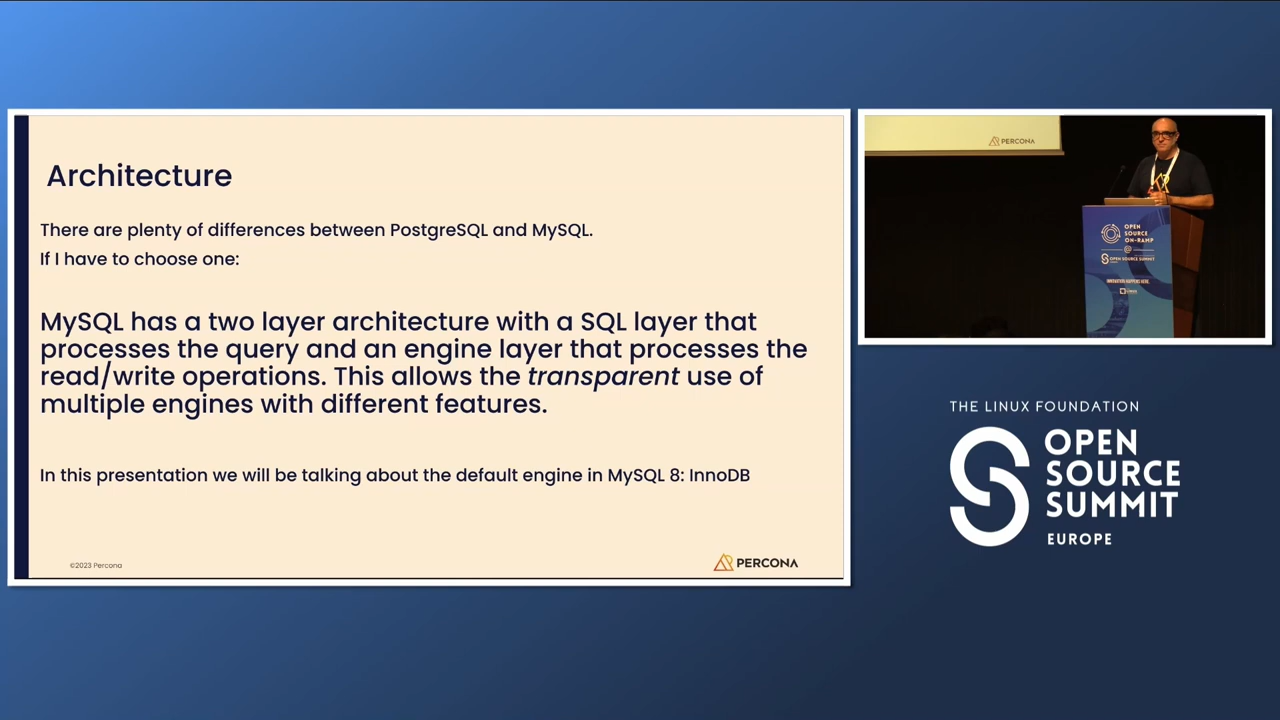 Architecture
There are plenty of differences between PostgreSQL and MySQL.
If I have to choose one:
MySQL has a two layer architecture with a SQL layer that
processes the query and an engine layer that processes the
read/write operations. This allows the transparent use of
multiple engines with different features.
In this presentation we will be talking about the default engine in MySQL 8: InnoDB
©2023 Percona
PERCONA
PERCONA
OPEN
SOURCE
ON-RAMP
@
OPEN SOURCE SUMMIT
INNOVATION HAPPENS HERE.
THE LINUX FOUNDATION
OPEN
SOURCE
SUMMIT
EUROPE